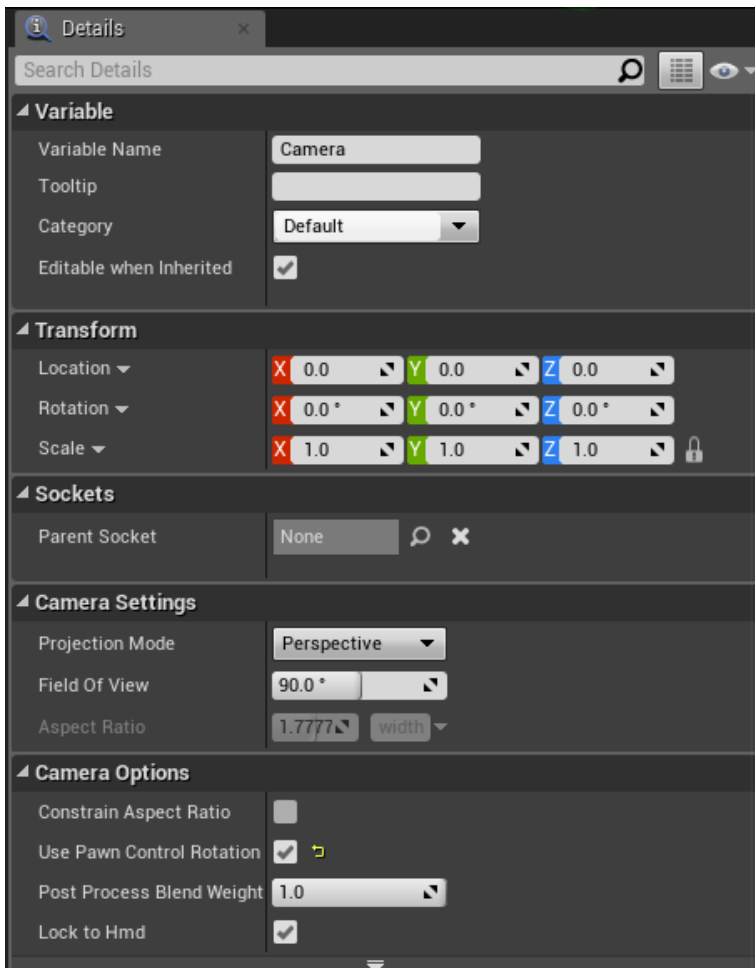 Details
Search Details
Variable
Variable Name Camera
Tooltip
Category Default
Editable when Inherited
Transform
Location X 0.0 Y 0.0 Z 0.0
Rotation X 0.0 ° Y 0.0 ° Z 0.0 °
Scale X 1.0 Y 1.0 Z 1.0
Sockets
Parent Socket None
Camera Settings
Projection Mode Perspective
Field Of View 90.0 °
Aspect Ratio 1.7777 width
Camera Options
Constrain Aspect Ratio
Use Pawn Control Rotation
Post Process Blend Weight 1.0
Lock to Hmd